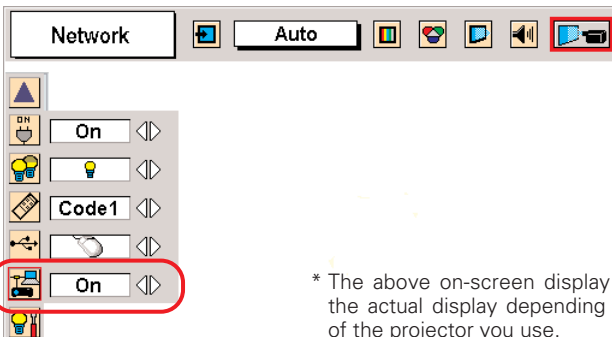 Network
Auto
ON
On
Code1
On
* The above on-screen display
the actual display depending
of the projector you use.